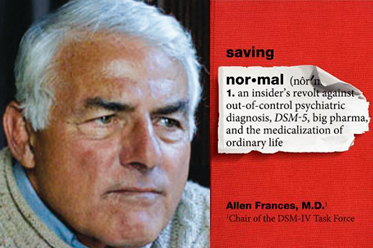 saving
nor•mal (nôr'm
1. an insider's revolt against
out-of-control psychiatric
diagnosis, DSM-5, big pharma,
and the medicalization of
ordinary life
Allen Frances, M.D.¹
¹Chair of the DSM-IV Task Force